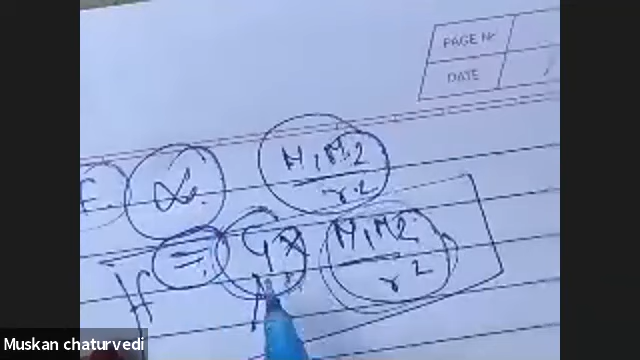 PAGE Nº
DATE
F ∝ M₁M₂/r²
F = G × M₁M₂/r²
Muskan chaturvedi